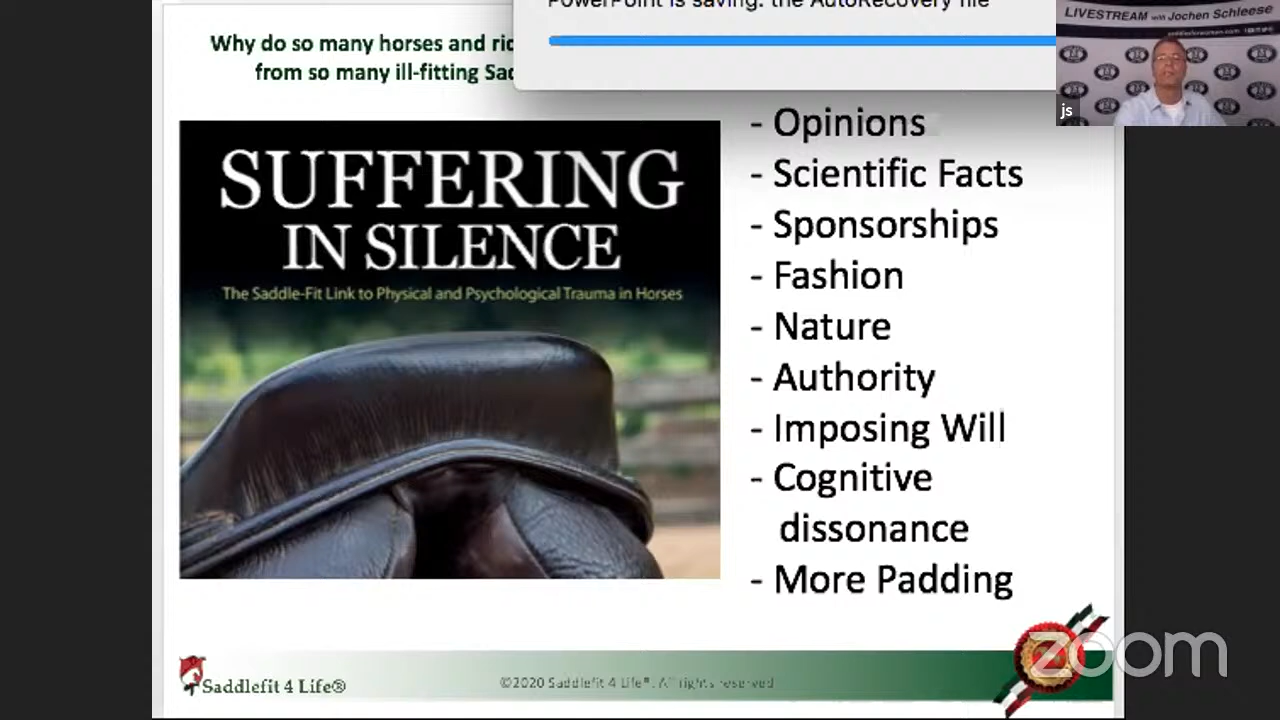 PowerPoint is saving: the AutoRecovery file
LIVESTREAM with Jochen Schleese
js
Why do so many horses and
from so many ill-fitting
SUFFERING
IN SILENCE
The Saddle-Fit Link to Physical and Psychological Trauma in Horses
- Opinions
- Scientific Facts
- Sponsorships
- Fashion
- Nature
- Authority
- Imposing Will
- Cognitive
dissonance
- More Padding
Saddlefit 4 Life®
©2020 Saddlefit 4 Life®. All rights reserved
zoom